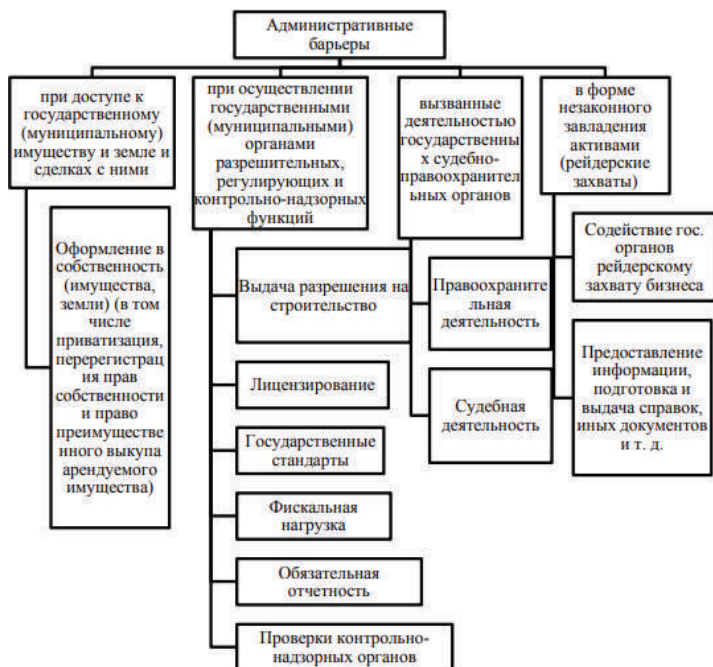 Административные
барьеры
при доступе к
государственному
(муниципальному)
имуществу и земле и
сделках с ними
Оформление в
собственность
(имущества,
земли) (в том
числе
приватизация,
перерегистрац
ия прав
собственности
и право
преимуществе
нного выкупа
арендуемого
имущества)
при осуществлении
государственными
(муниципальными)
органами
разрешительных,
регулирующих и
контрольно-надзорных
функций
Выдача разрешения на
строительство
Лицензирование
Государственные
стандарты
Фискальная
нагрузка
Обязательная
отчетность
Проверки контрольно-
надзорных органов
вызванные
деятельностью
государственны
х судебно-
правоохранител
ьных органов
Правоохраните
льная
деятельность
Судебная
деятельность
в форме
незаконного
завладения
активами
(рейдерские
захваты)
Содействие гос.
органов
рейдерскому
захвату бизнеса
Предоставление
информации,
подготовка и
выдача справок,
иных документов
и т. д.